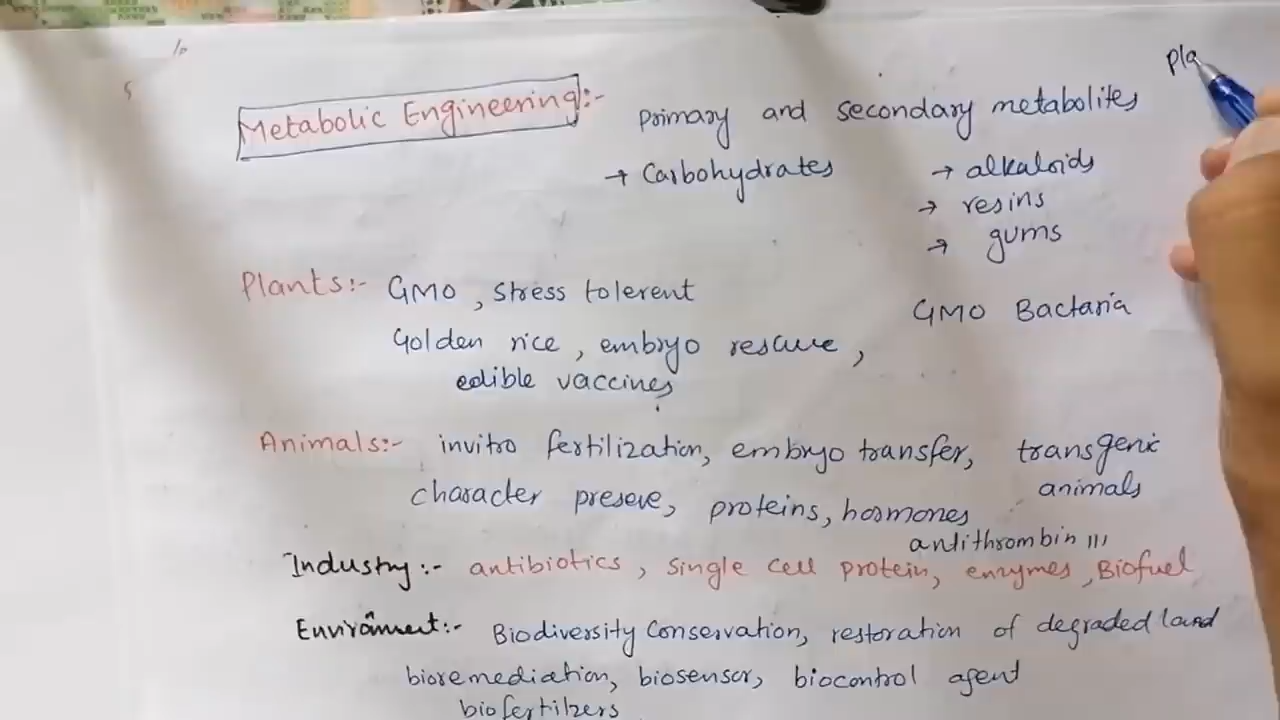 pla
Metabolic Engineering:- primary and secondary metabolites
→ Carbohydrates → alkaloids
→ resins
→ gums
Plants:- GMO, stress tolerent
GMO Bactaria
Golden rice, embryo rescue,
edible vaccines
Animals:- invitro fertilization, embryo transfer, transgenic
animals
character preseve, proteins, hormones
antithrombin III
Industry:- antibiotics, single cell protein, enzymes, Biofuel
Envirnment:- Biodiversity Conservation, restoration of degraded land
bioremediation, biosensor, biocontrol agent
biofertilzers